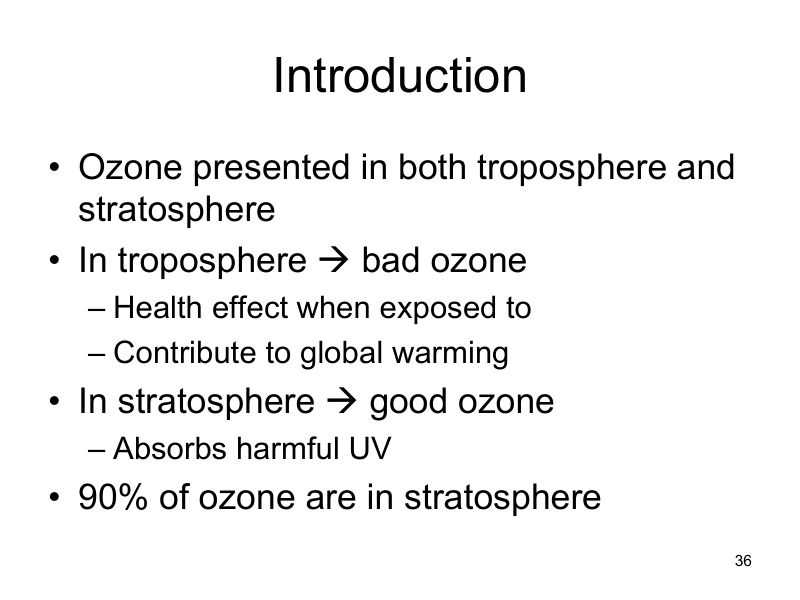 Introduction
• Ozone presented in both troposphere and
stratosphere
• In troposphere → bad ozone
– Health effect when exposed to
– Contribute to global warming
• In stratosphere → good ozone
– Absorbs harmful UV
• 90% of ozone are in stratosphere
36